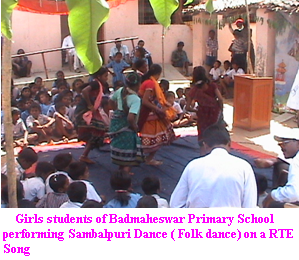 Girls students of Badmaheswar Primary School
performing Sambalpuri Dance ( Folk dance) on a RTE
Song